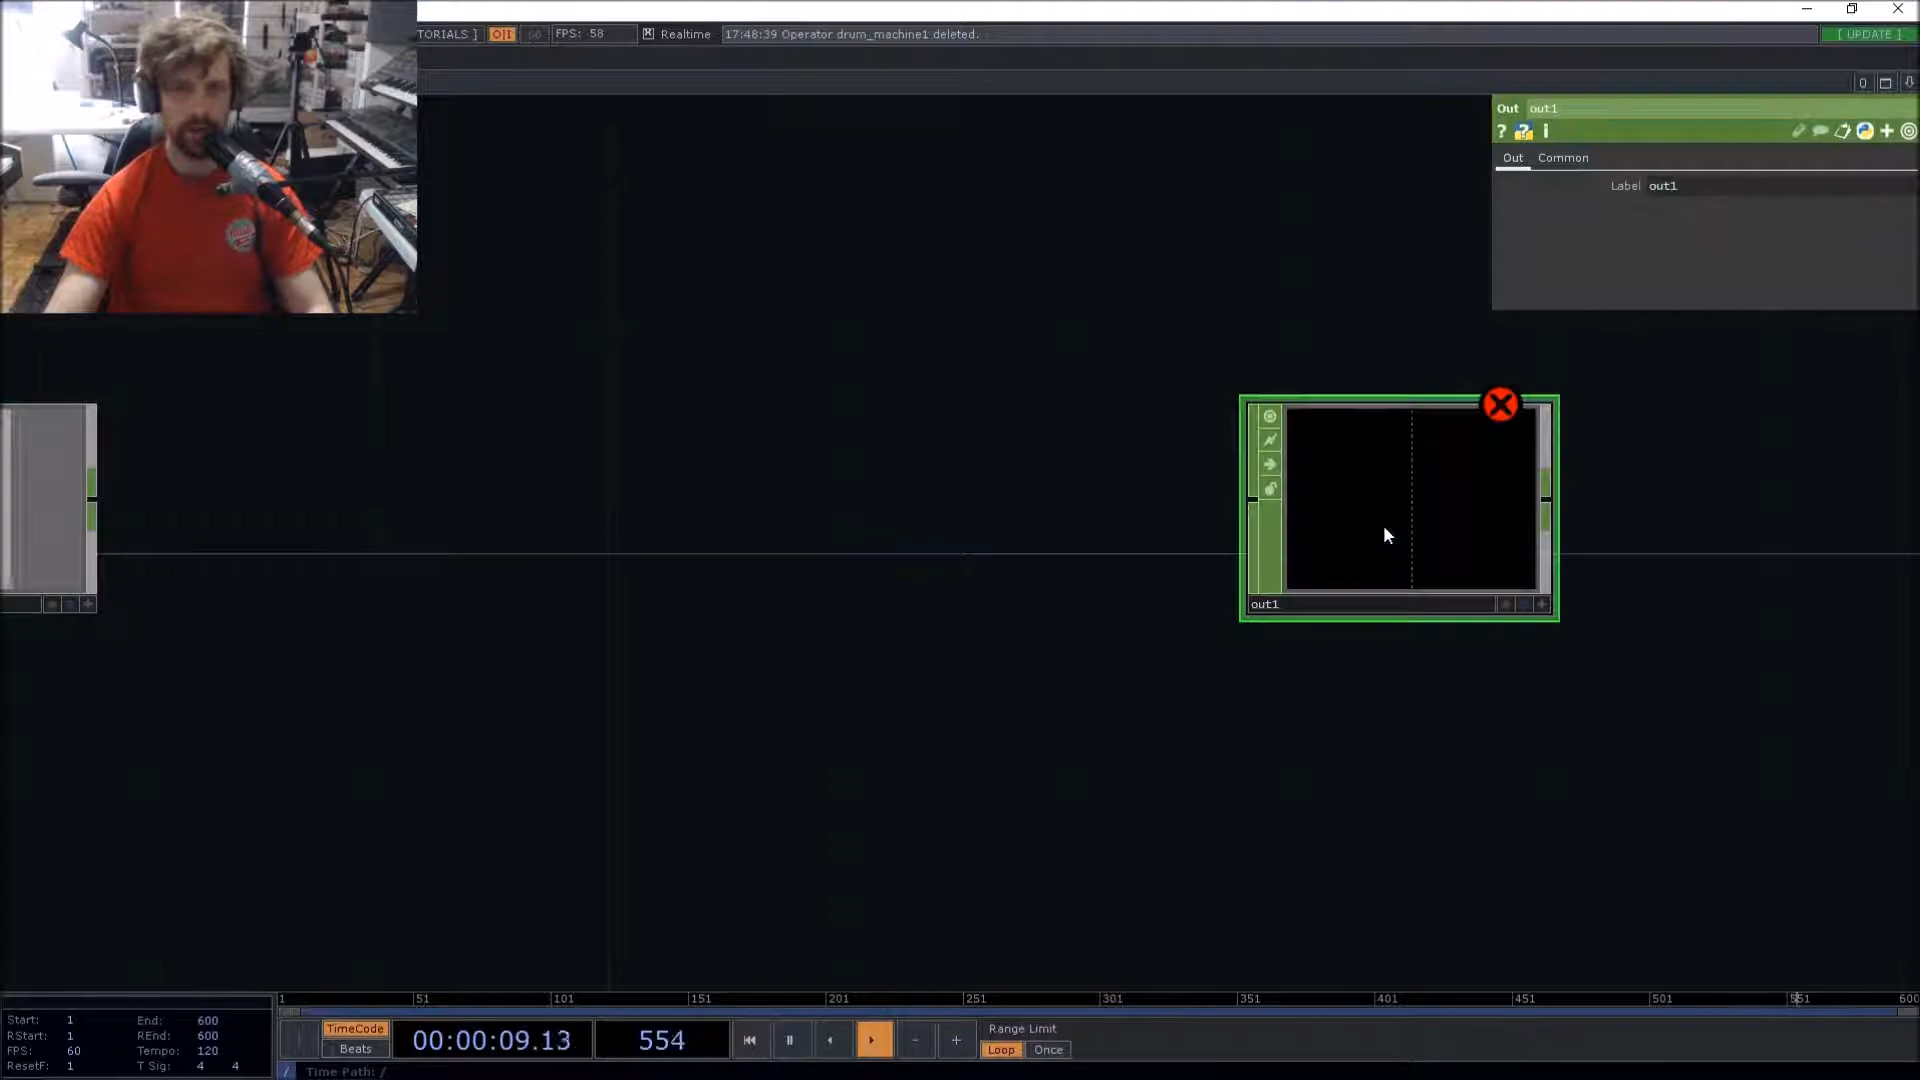 TORIALS ]
O|I
60
FPS: 58
Realtime
17:48:39 Operator drum_machine1 deleted.
[ UPDATE ]
Out out1
? ? i
Out Common
Label out1
out1
1 51 101 151 201 251 301 351 401 451 501 551 600
Start: 1 End: 600
RStart: 1 REnd: 600
FPS: 60 Tempo: 120
ResetF: 1 T Sig: 4 4
TimeCode
Beats
00:00:09.13
554
- +
Range Limit
Loop Once
/ Time Path: /